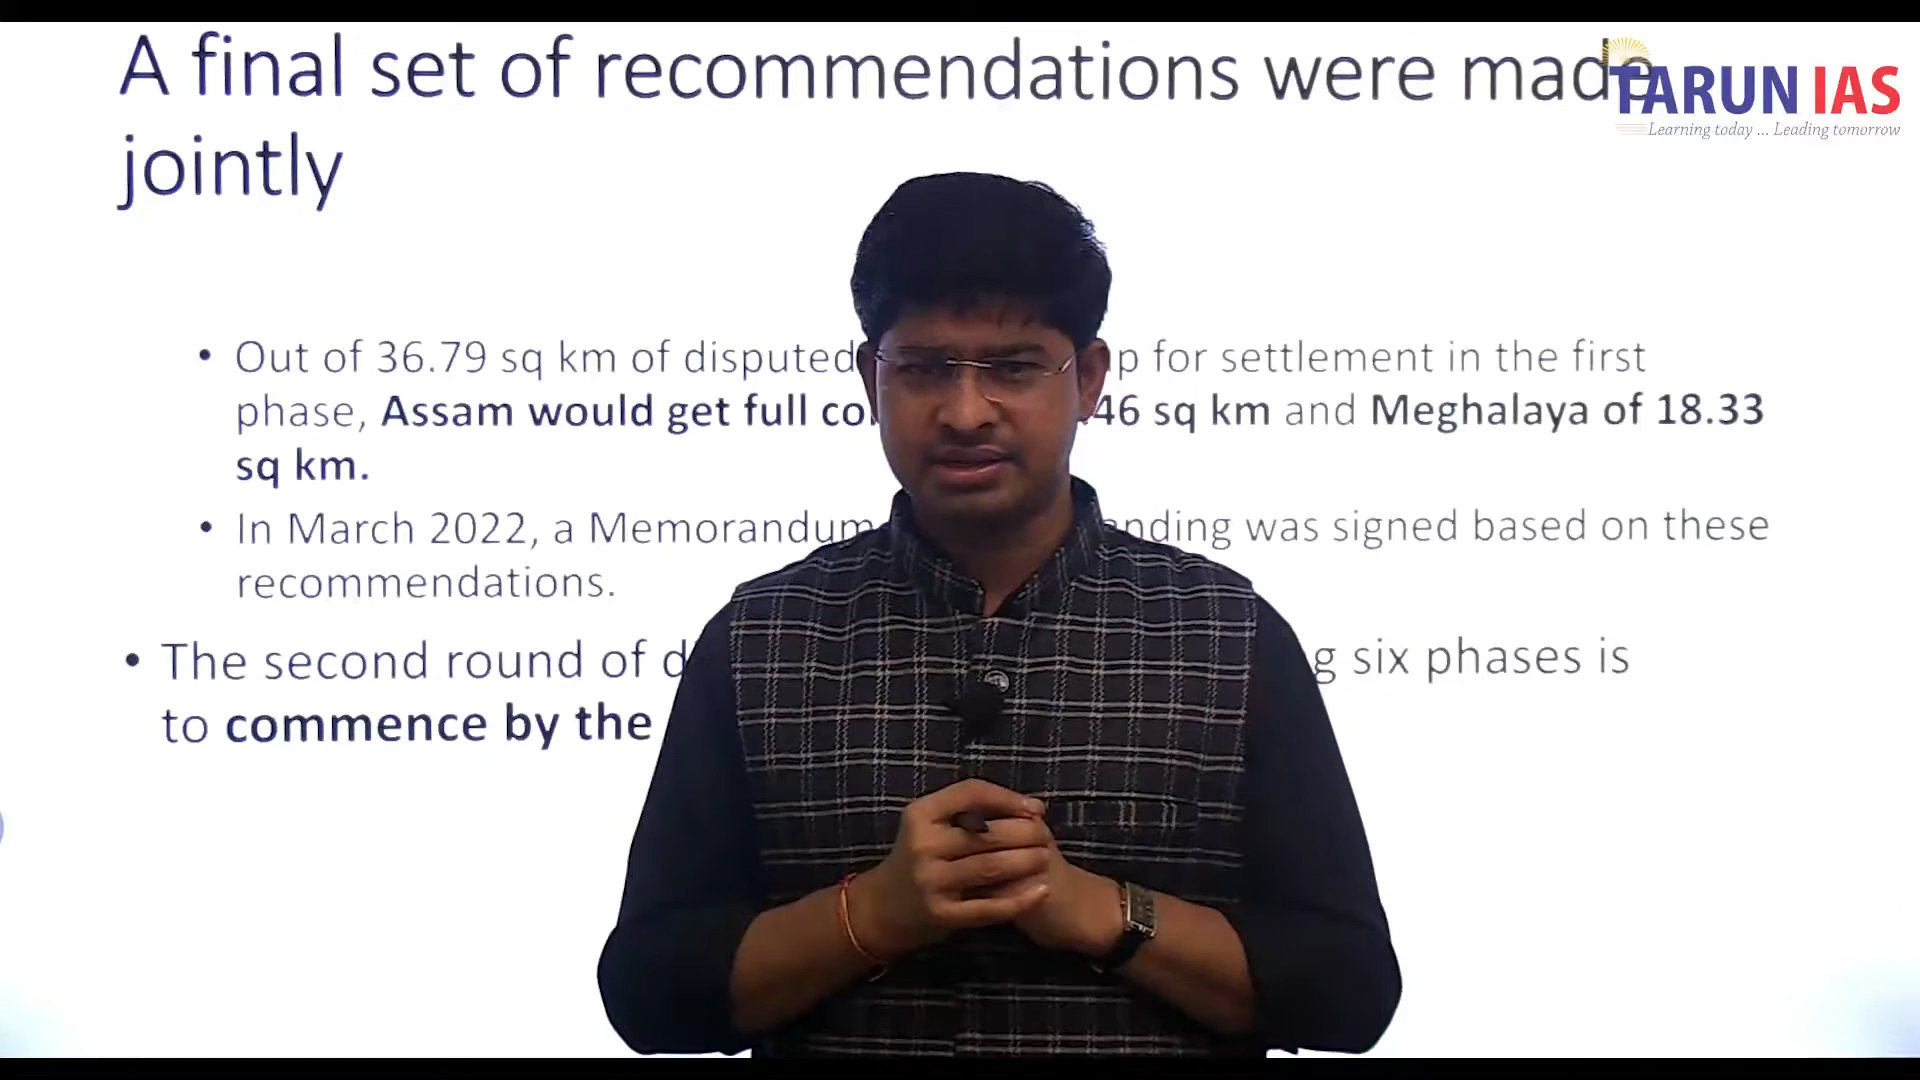 A final set of recommendations were made
jointly
TARUN IAS
Learning today ... Leading tomorrow
• Out of 36.79 sq km of disputed for settlement in the first
phase, Assam would get full 46 sq km and Meghalaya of 18.33
sq km.
• In March 2022, a Memorandum was signed based on these
recommendations.
• The second round of six phases is
to commence by the